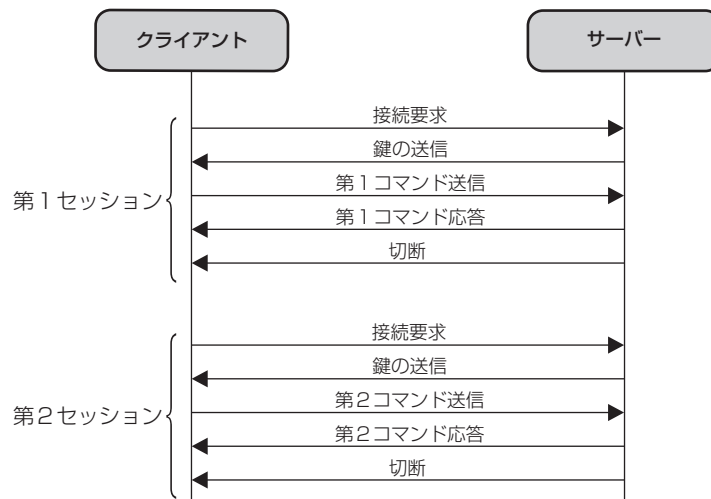 クライアント
サーバー
第1セッション
接続要求
鍵の送信
第1コマンド送信
第1コマンド応答
切断
第2セッション
接続要求
鍵の送信
第2コマンド送信
第2コマンド応答
切断